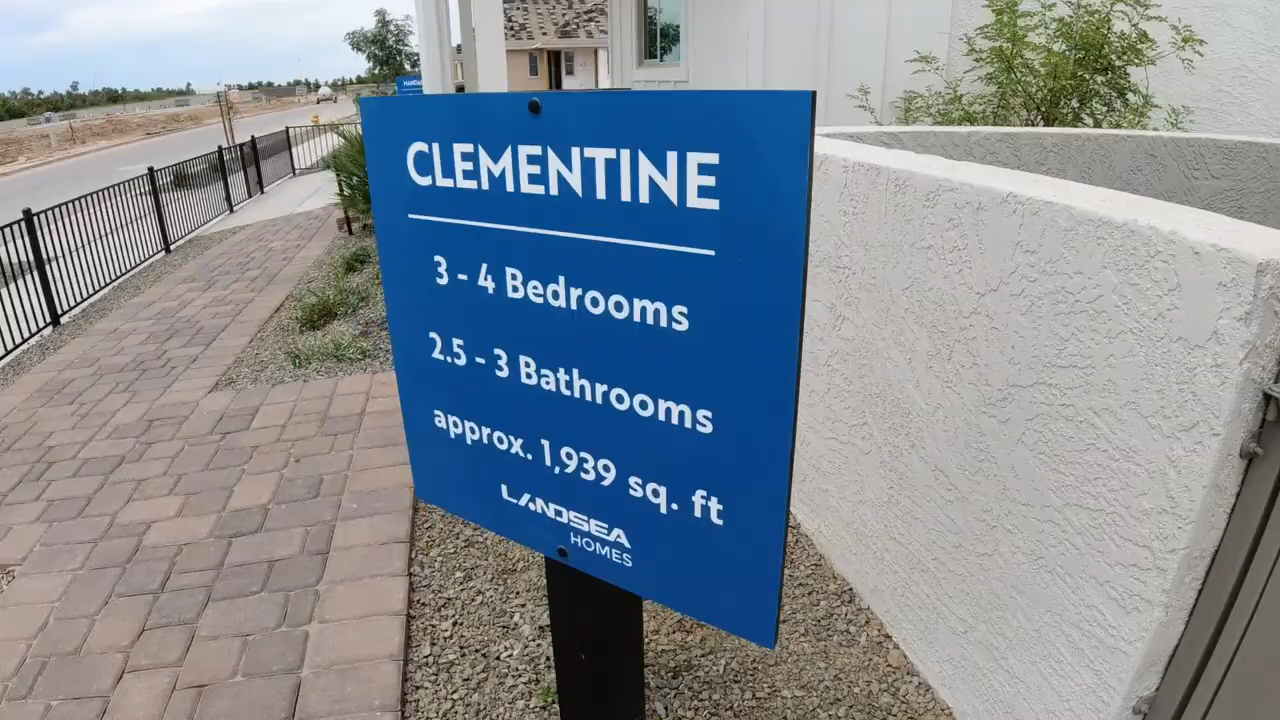 CLEMENTINE
3 - 4 Bedrooms
2.5 - 3 Bathrooms
approx. 1,939 sq. ft
LANDSEA
HOMES